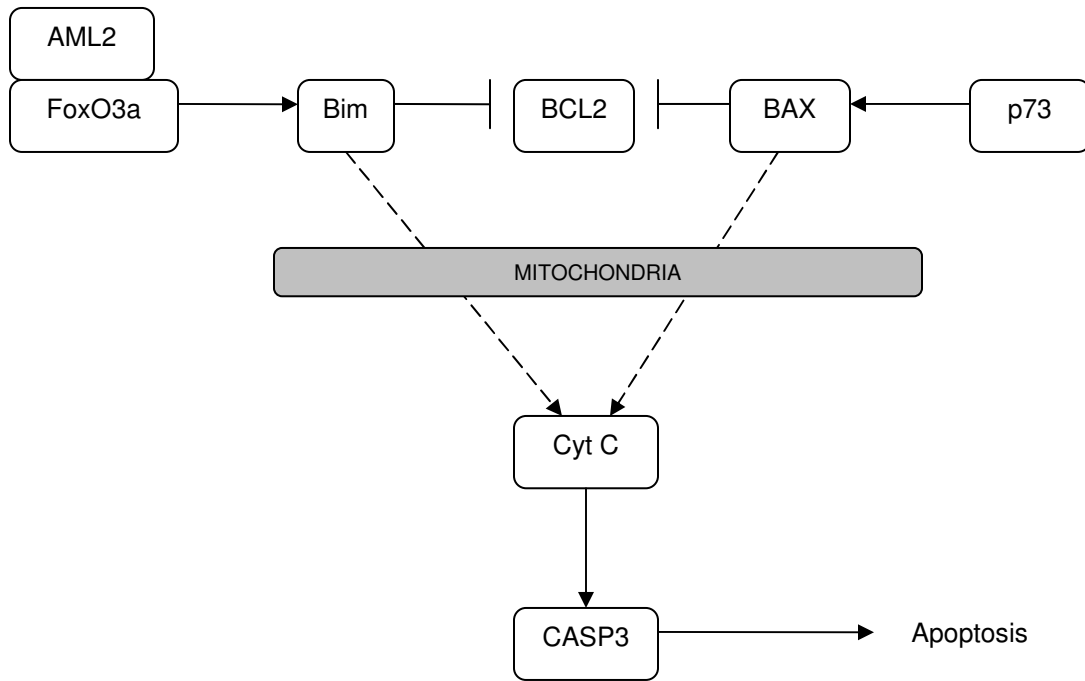 AML2
FoxO3a
Bim
BCL2
BAX
p73
MITOCHONDRIA
Cyt C
CASP3
Apoptosis